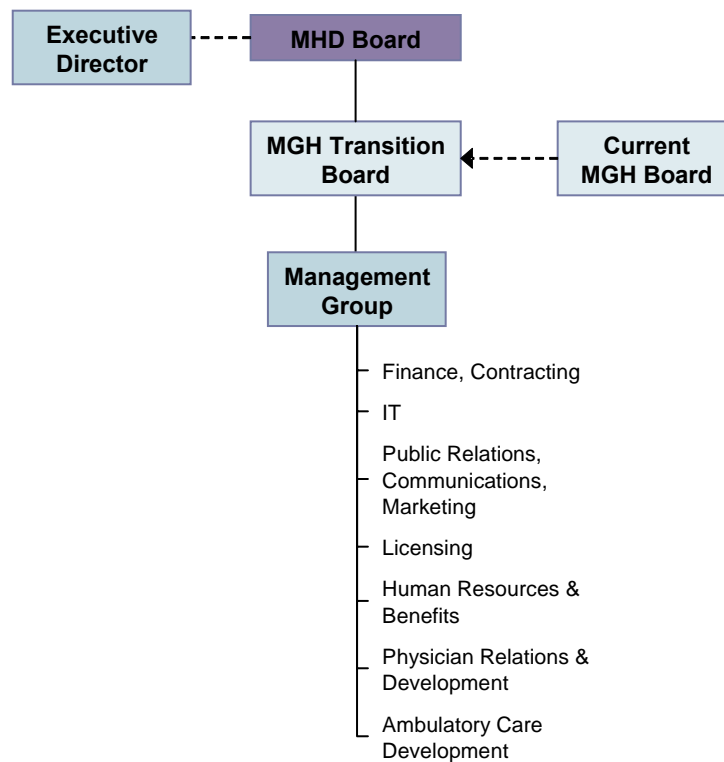 Executive
Director
MHD Board
MGH Transition
Board
Current
MGH Board
Management
Group
Finance, Contracting
IT
Public Relations,
Communications,
Marketing
Licensing
Human Resources &
Benefits
Physician Relations &
Development
Ambulatory Care
Development